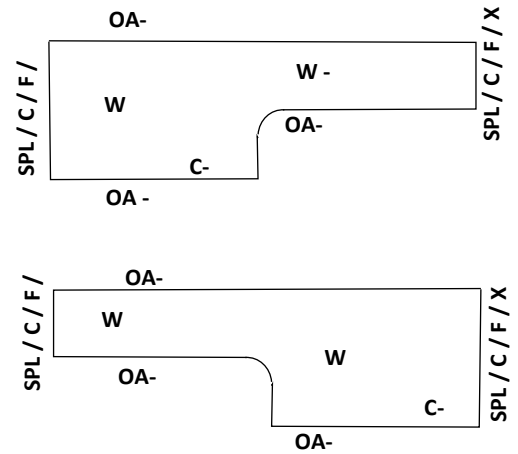 OA-
SPL / C / F / X
W -
SPL / C / F /
W
OA-
C-
OA -
OA-
SPL / C / F /
W
SPL / C / F / X
W
OA-
C-
OA-